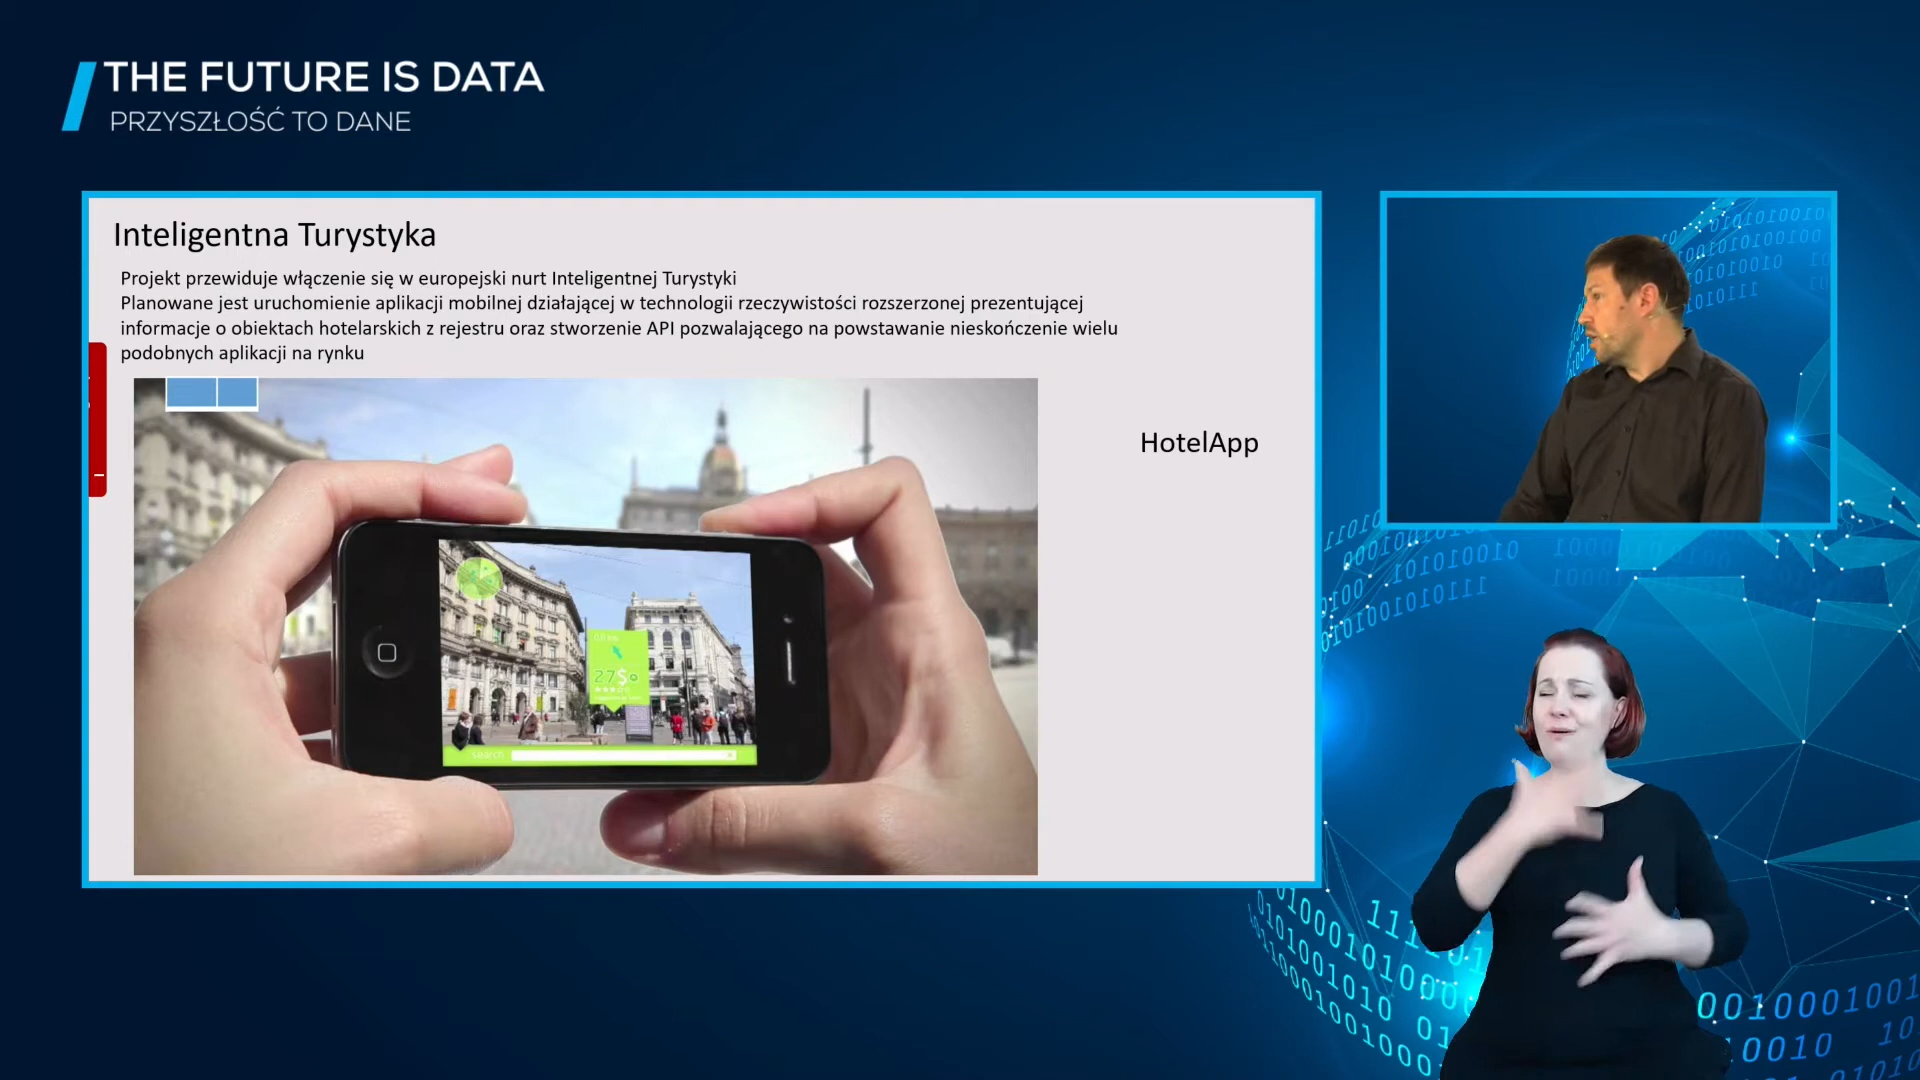 THE FUTURE IS DATA
PRZYSZŁOŚĆ TO DANE
Inteligentna Turystyka
Projekt przewiduje włączenie się w europejski nurt Inteligentnej Turystyki
Planowane jest uruchomienie aplikacji mobilnej działającej w technologii rzeczywistości rozszerzonej prezentującej
informacje o obiektach hotelarskich z rejestru oraz stworzenie API pozwalającego na powstawanie nieskończenie wielu
podobnych aplikacji na rynku
HotelApp
27$
search